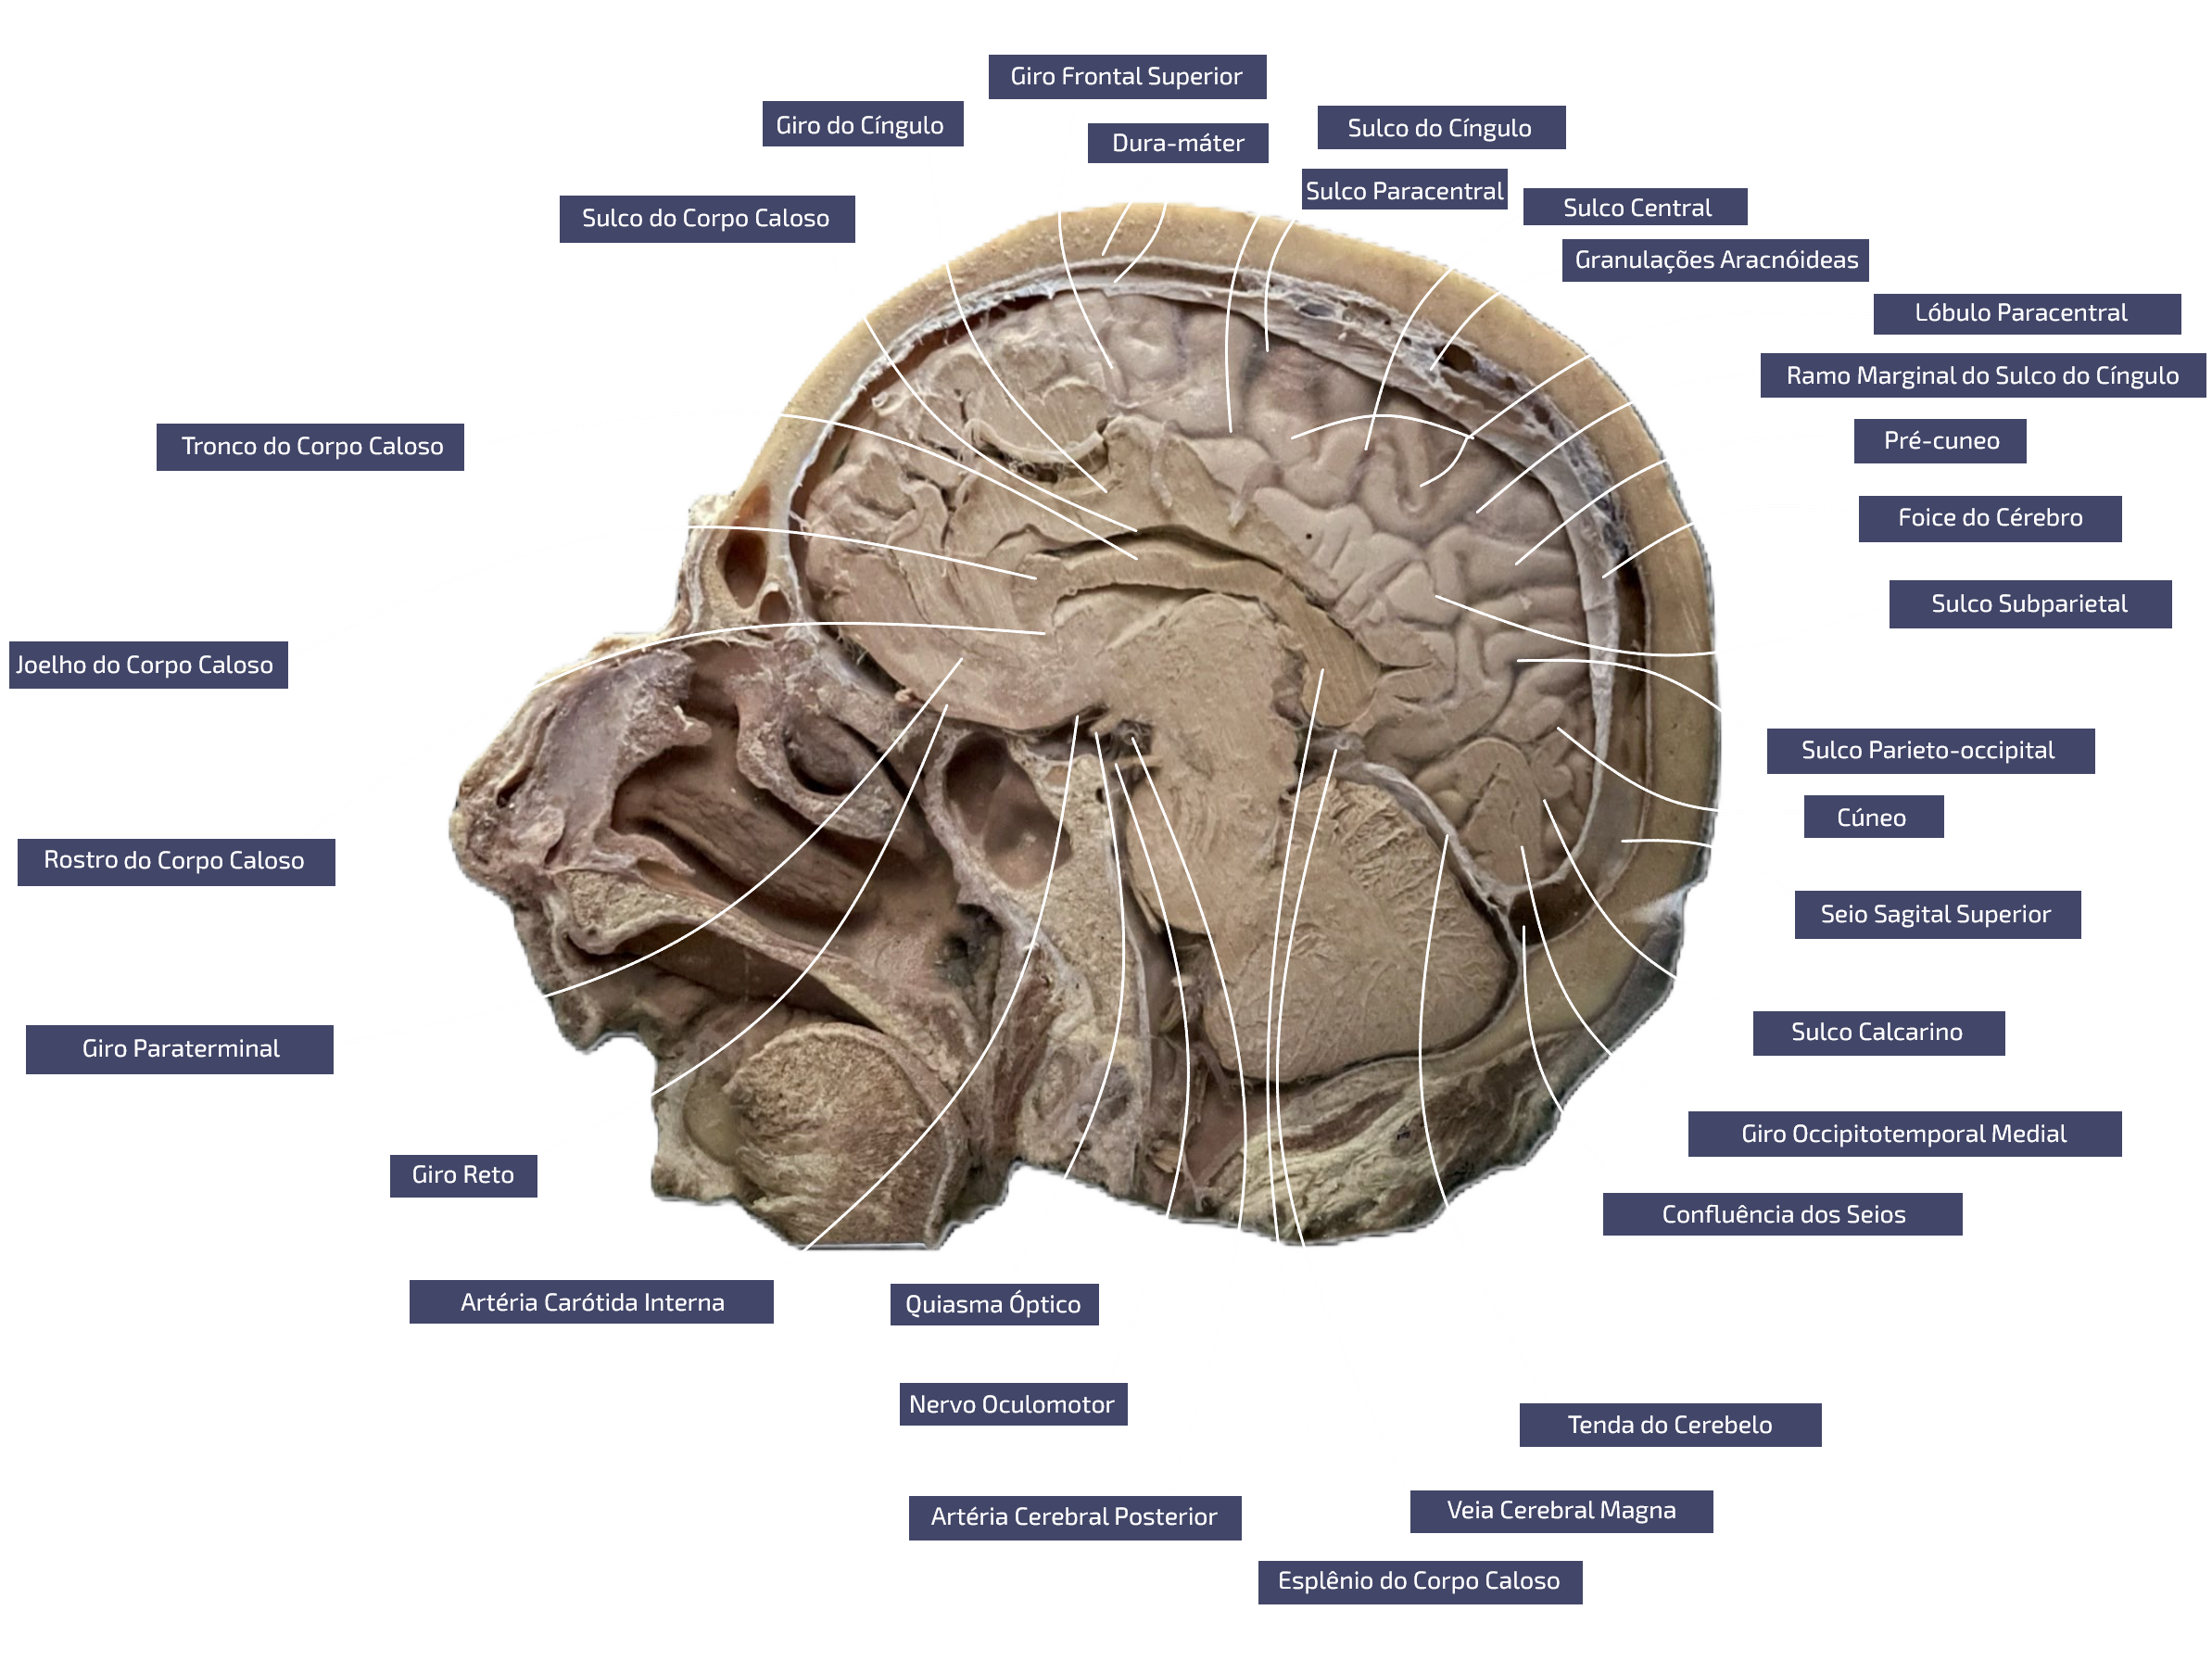 Giro Frontal Superior
Giro do Cíngulo
Sulco do Cíngulo
Dura-máter
Sulco Paracentral
Sulco Central
Sulco do Corpo Caloso
Granulações Aracnóideas
Lóbulo Paracentral
Ramo Marginal do Sulco do Cíngulo
Pré-cuneo
Tronco do Corpo Caloso
Foice do Cérebro
Sulco Subparietal
Joelho do Corpo Caloso
Sulco Parieto-occipital
Cúneo
Rostro do Corpo Caloso
Seio Sagital Superior
Sulco Calcarino
Giro Paraterminal
Giro Occipitotemporal Medial
Giro Reto
Confluência dos Seios
Artéria Carótida Interna
Quiasma Óptico
Nervo Oculomotor
Tenda do Cerebelo
Veia Cerebral Magna
Artéria Cerebral Posterior
Esplênio do Corpo Caloso